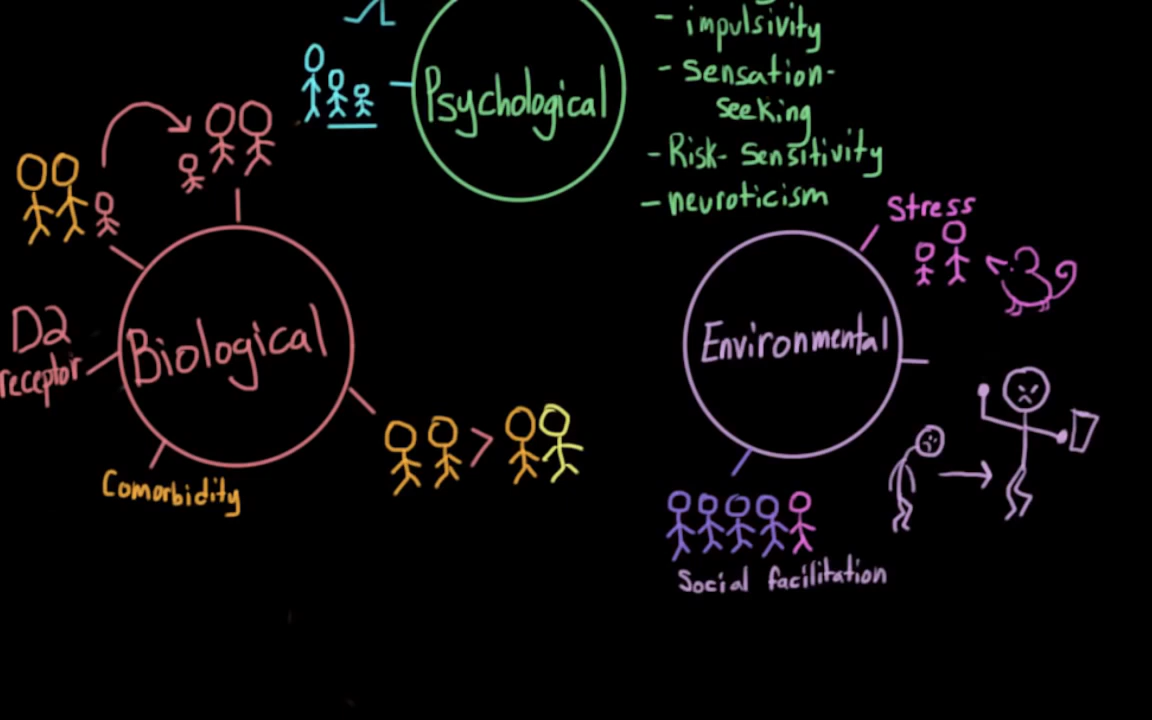 - impulsivity
- Sensation-
seeking
- Risk- Sensitivity
- neuroticism
Psychological
Stress
Environmental
Social facilitation
D2
receptor
Biological
>
Comorbidity